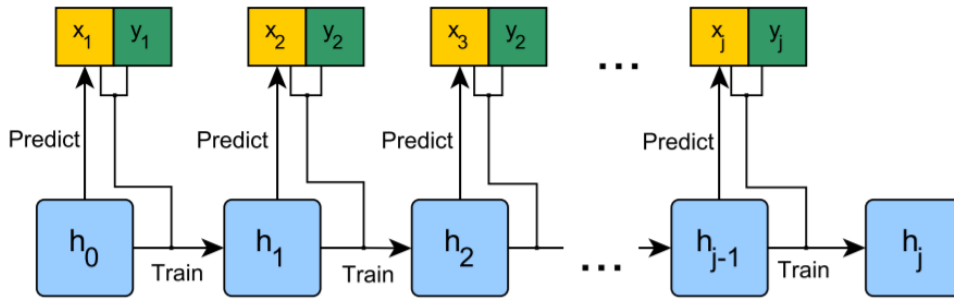 x₁ y₁ x₂ y₂ x₃ y₂ ... xⱼ yⱼ
Predict Predict Predict Predict
h₀ h₁ h₂ ... hⱼ₋₁ hⱼ
Train Train Train